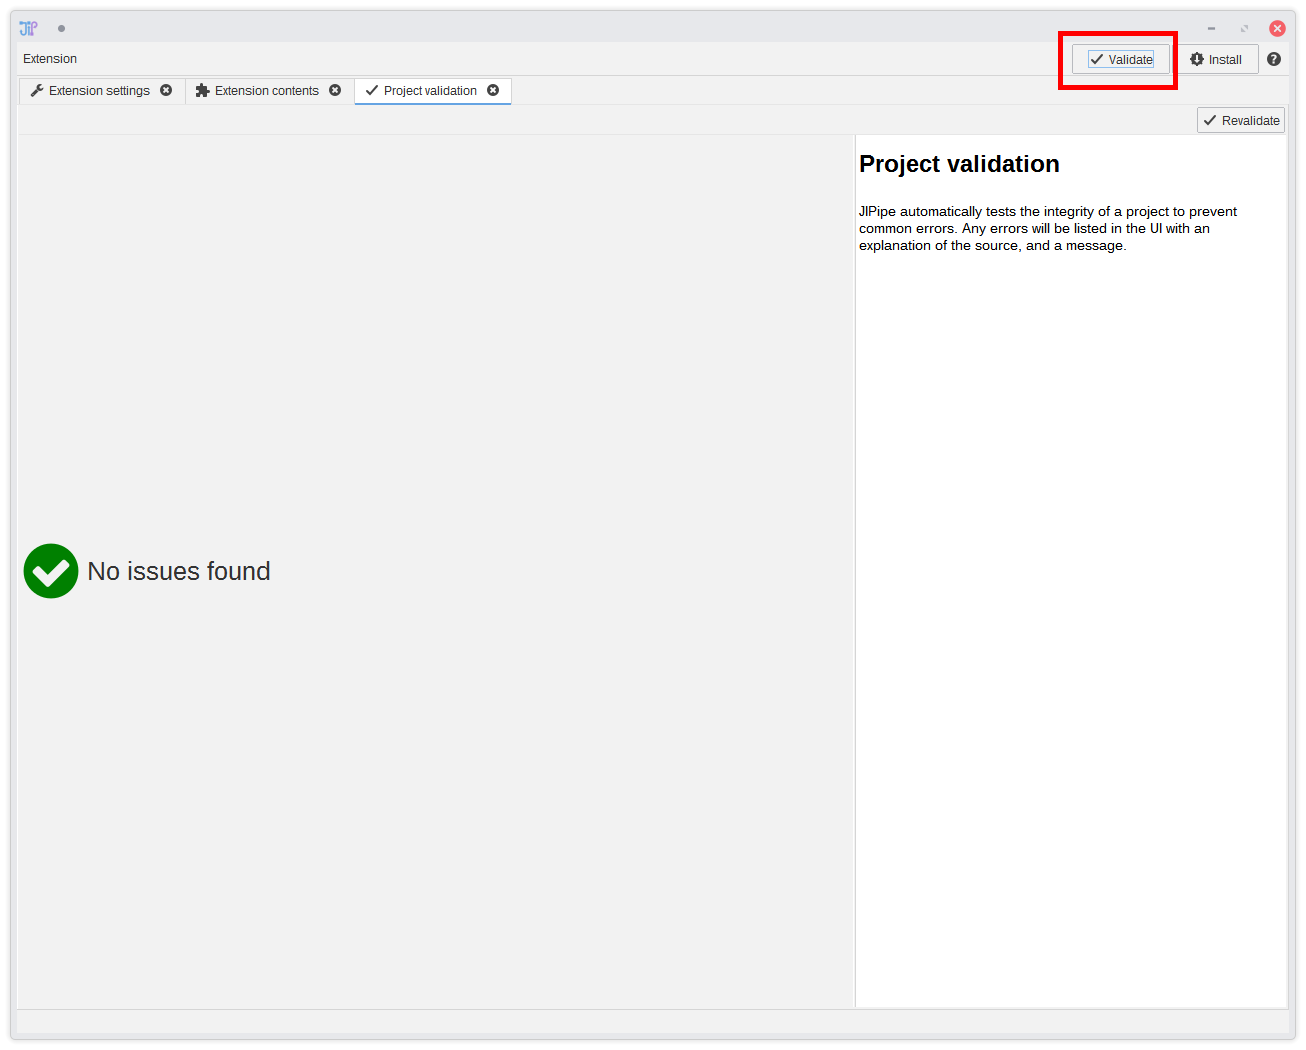 JIP
Extension
Validate
Install
Extension settings
Extension contents
Project validation
Revalidate
Project validation
JIPipe automatically tests the integrity of a project to prevent
common errors. Any errors will be listed in the UI with an
explanation of the source, and a message.
No issues found